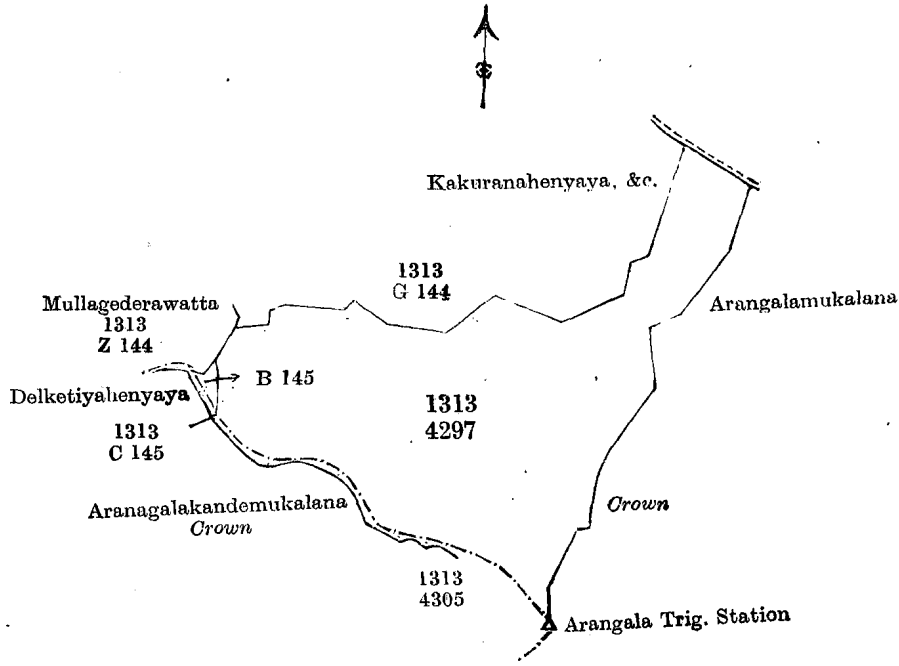 Kakuranahenyaya, &c.
1313
G 144
Arangalamukalana
Mullagederawatta
1313
Z 144
B 145
Delketiyahenyaya
1313
4297
1313
C 145
Aranagalakandemukalana
Crown
Crown
1313
4305
Arangala Trig. Station